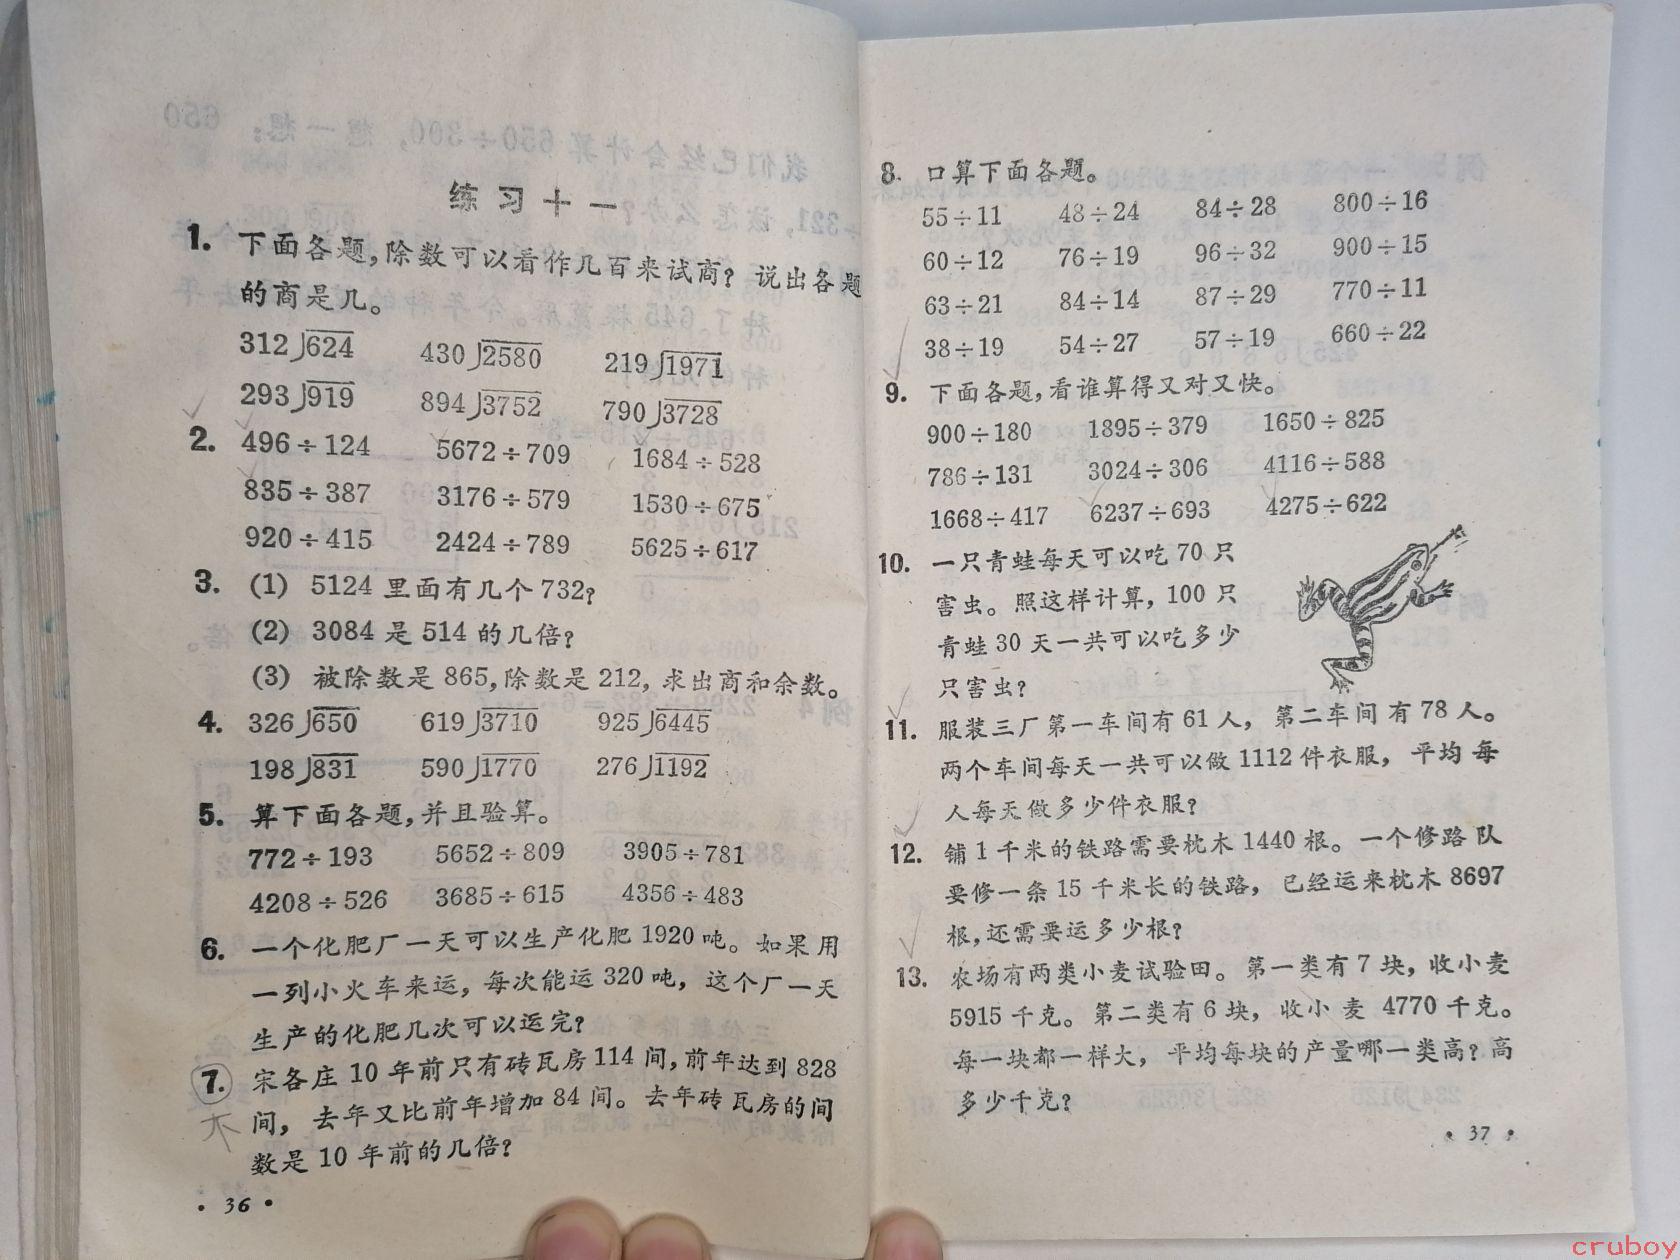 练习十一
1. 下面各题,除数可以看作几百来试商? 说出各题
的商是几。
312⟌624 430⟌2580 219⟌1971
293⟌919 894⟌3752 790⟌3728
2. 496÷124 5672÷709 1684÷528
835÷387 3176÷579 1530÷675
920÷415 2424÷789 5625÷617
3. (1) 5124里面有几个732?
(2) 3084是514的几倍?
(3) 被除数是865,除数是212, 求出商和余数。
4. 326⟌650 619⟌3710 925⟌6445
198⟌831 590⟌1770 276⟌1192
5. 算下面各题,并且验算。
772÷193 5652÷809 3905÷781
4208÷526 3685÷615 4356÷483
6. 一个化肥厂一天可以生产化肥1920吨。如果用
一列小火车来运, 每次能运320吨, 这个厂一天
生产的化肥几次可以运完?
7. 宋各庄10年前只有砖瓦房114间,前年达到828
间, 去年又比前年增加84间。去年砖瓦房的间
数是10年前的几倍?
不
• 36 •
8. 口算下面各题。
55÷11 48÷24 84÷28 800÷16
60÷12 76÷19 96÷32 900÷15
63÷21 84÷14 87÷29 770÷11
38÷19 54÷27 57÷19 660÷22
9. 下面各题,看谁算得又对又快。
900÷180 1895÷379 1650÷825
786÷131 3024÷306 4116÷588
1668÷417 6237÷693 4275÷622
10. 一只青蛙每天可以吃70只
害虫。照这样计算, 100只
青蛙30天一共可以吃多少
只害虫?
11. 服装三厂第一车间有61人, 第二车间有78人。
两个车间每天一共可以做1112件衣服, 平均每
人每天做多少件衣服?
12. 铺1千米的铁路需要枕木1440根。一个修路队
要修一条15千米长的铁路, 已经运来枕木8697
根,还需要运多少根?
13. 农场有两类小麦试验田。第一类有7块, 收小麦
5915千克。第二类有6块, 收小麦 4770千克。
每一块都一样大, 平均每块的产量哪一类高? 高
多少千克?
• 37 •
cruboy